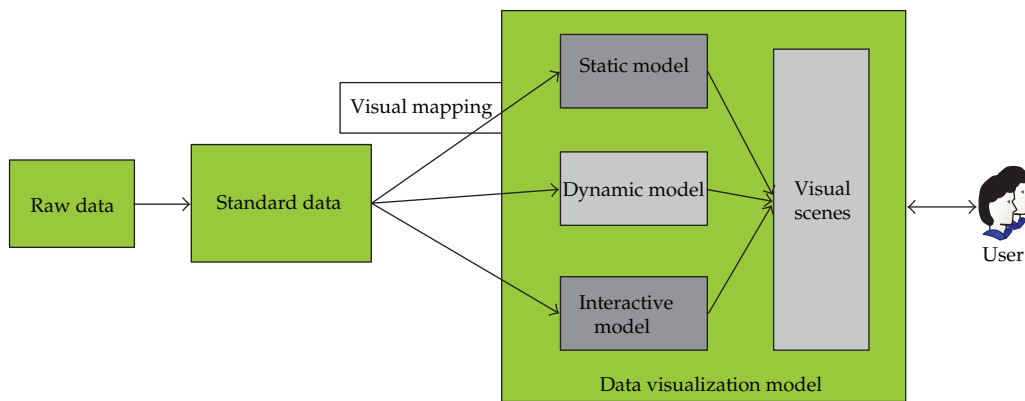 Raw data
Standard data
Visual mapping
Static model
Dynamic model
Interactive
model
Visual
scenes
Data visualization model
User